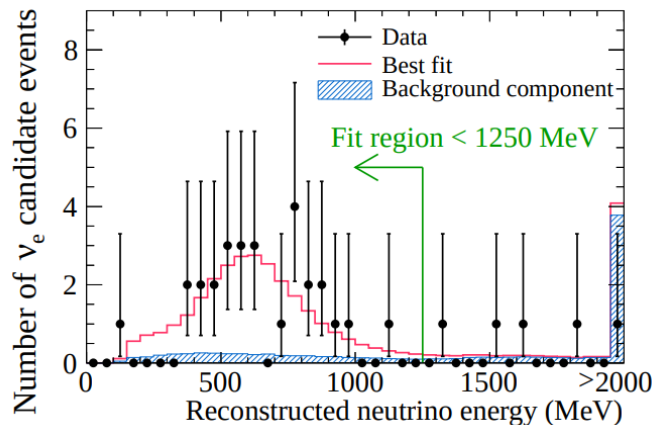 8
6
4
2
0
Number of νe candidate events
Data
Best fit
Background component
Fit region < 1250 MeV
0
500
1000
1500
>2000
Reconstructed neutrino energy (MeV)